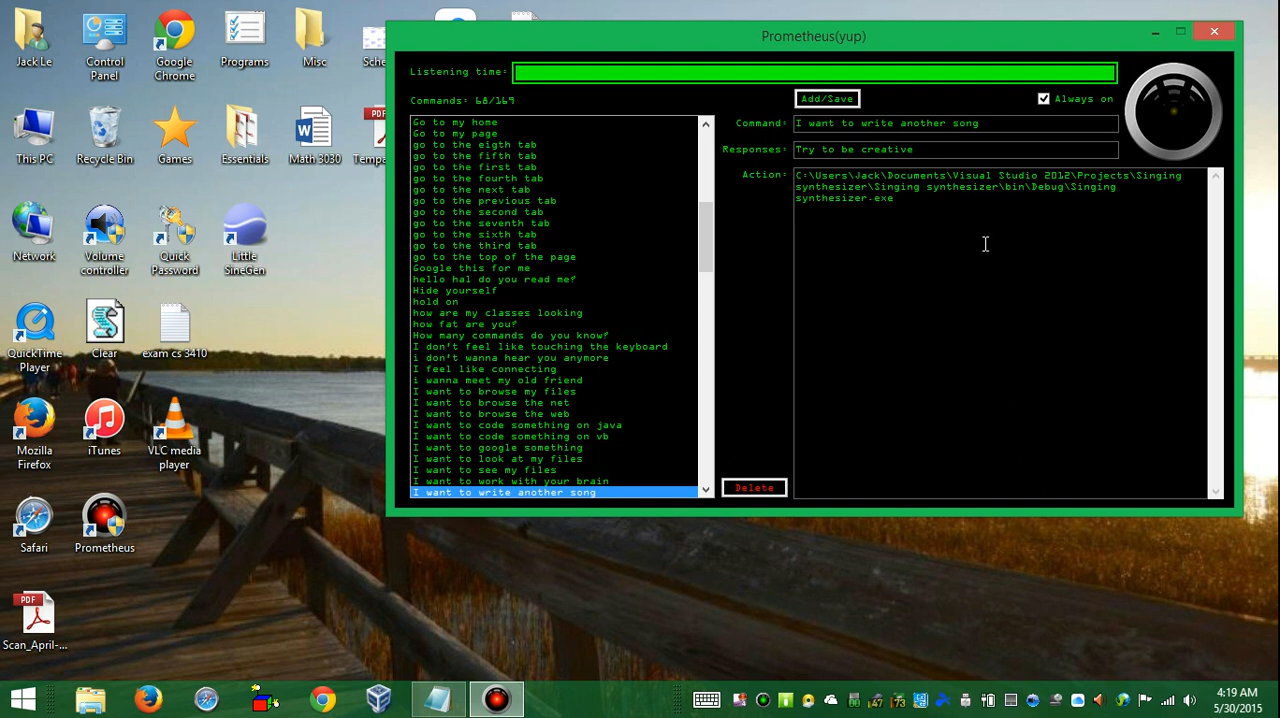 Jack Le
Control
Panel
Google
Chrome
Programs
Misc
Sche
This PC
Recycle Bin
Games
Essentials
Math 3030
PDF
Tempa
Network
Volume
controller
Quick
Password
Little
SineGen
QuickTime
Player
Clear
exam cs 3410
Mozilla
Firefox
iTunes
VLC media
player
Safari
Prometheus
PDF
Scan_April-...
Prometheus(yup)
Listening time:
Commands: 68/169
Add/Save
Always on
Command:
I want to write another song
Responses:
Try to be creative
Action:
C:\Users\Jack\Documents\Visual Studio 2012\Projects\Singing
synthesizer\Singing synthesizer\bin\Debug\Singing
synthesizer.exe
Go to my home
Go to my page
go to the eigth tab
go to the fifth tab
go to the first tab
go to the fourth tab
go to the next tab
go to the previous tab
go to the second tab
go to the seventh tab
go to the sixth tab
go to the third tab
go to the top of the page
Google this for me
hello hal do you read me?
Hide yourself
hold on
how are my classes looking
how fat are you?
How many commands do you know?
I don't feel like touching the keyboard
i don't wanna hear you anymore
I feel like connecting
i wanna meet my old friend
I want to browse my files
I want to browse the net
I want to browse the web
I want to code something on java
I want to code something on vb
I want to google something
I want to look at my files
I want to see my files
I want to work with your brain
I want to write another song
Delete
47
73
4:19 AM
5/30/2015